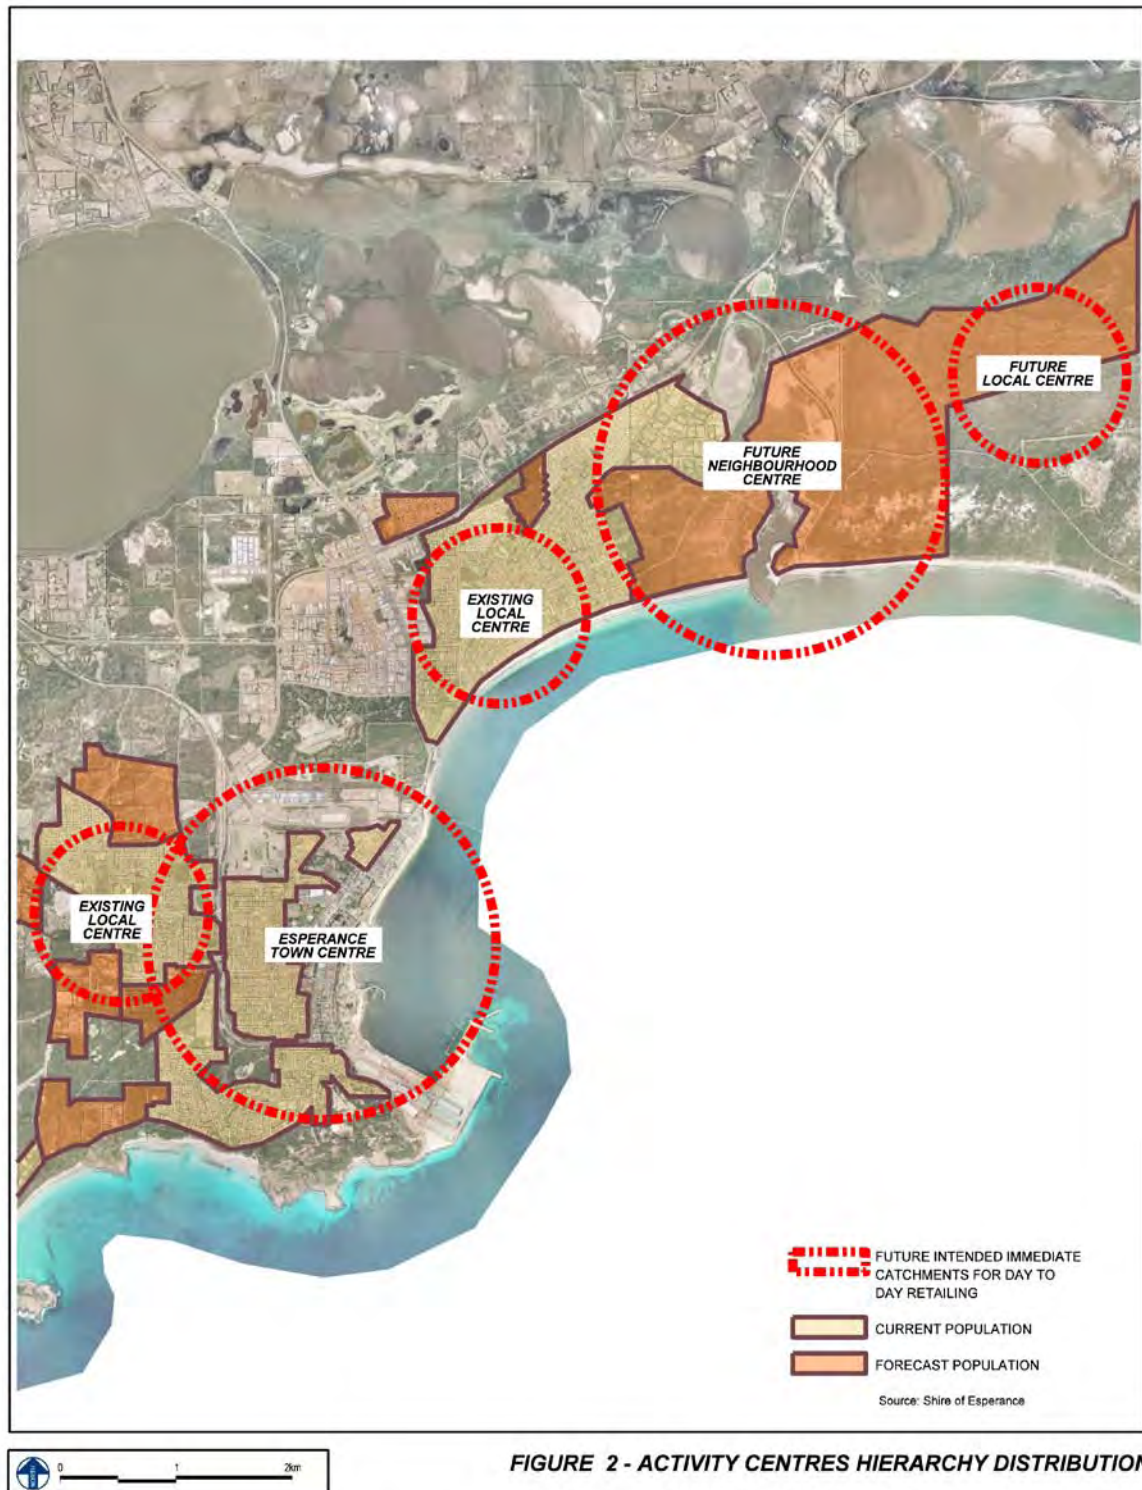 FUTURE
LOCAL CENTRE
FUTURE
NEIGHBOURHOOD
CENTRE
EXISTING
LOCAL
CENTRE
EXISTING
LOCAL
CENTRE
ESPERANCE
TOWN CENTRE
FUTURE INTENDED IMMEDIATE
CATCHMENTS FOR DAY TO
DAY RETAILING
CURRENT POPULATION
FORECAST POPULATION
Source: Shire of Esperance
0 1 2km
FIGURE 2 - ACTIVITY CENTRES HIERARCHY DISTRIBUTION